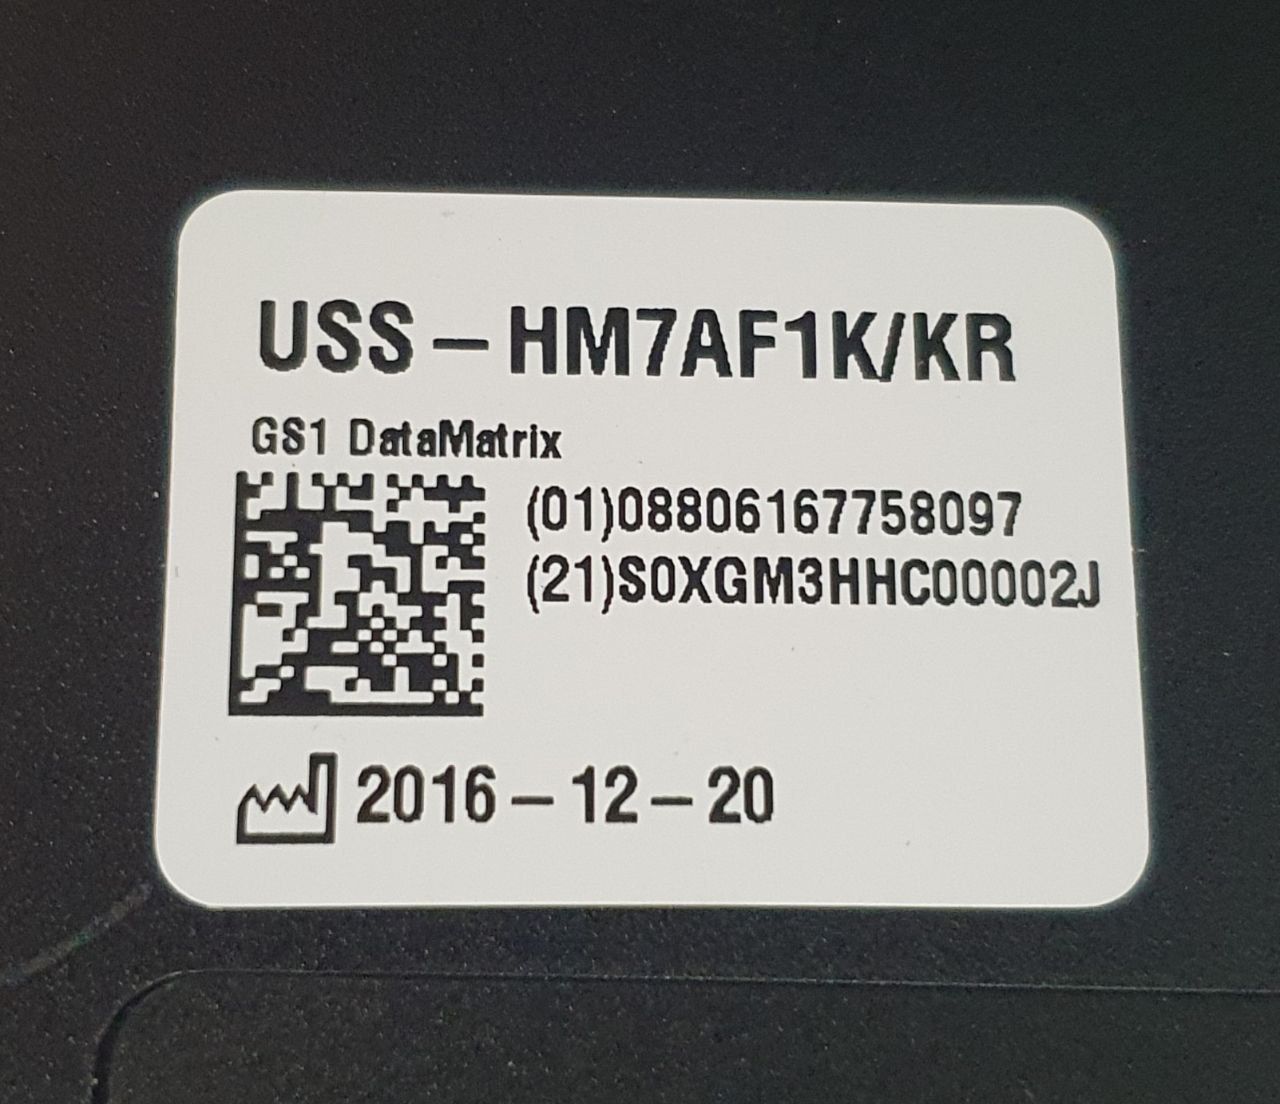 USS-HM7AF1K/KR
GS1 DataMatrix
(01)08806167758097
(21)S0XGM3HHC00002J
2016-12-20